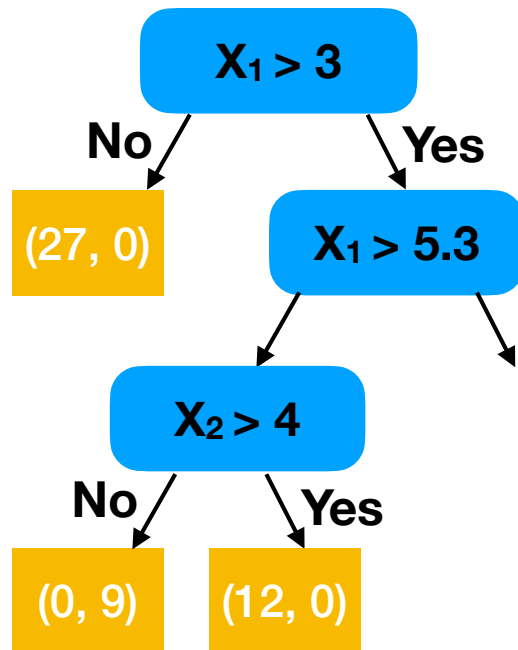 X₁ > 3
No
Yes
(27, 0)
X₁ > 5.3
X₂ > 4
No
Yes
(0, 9)
(12, 0)